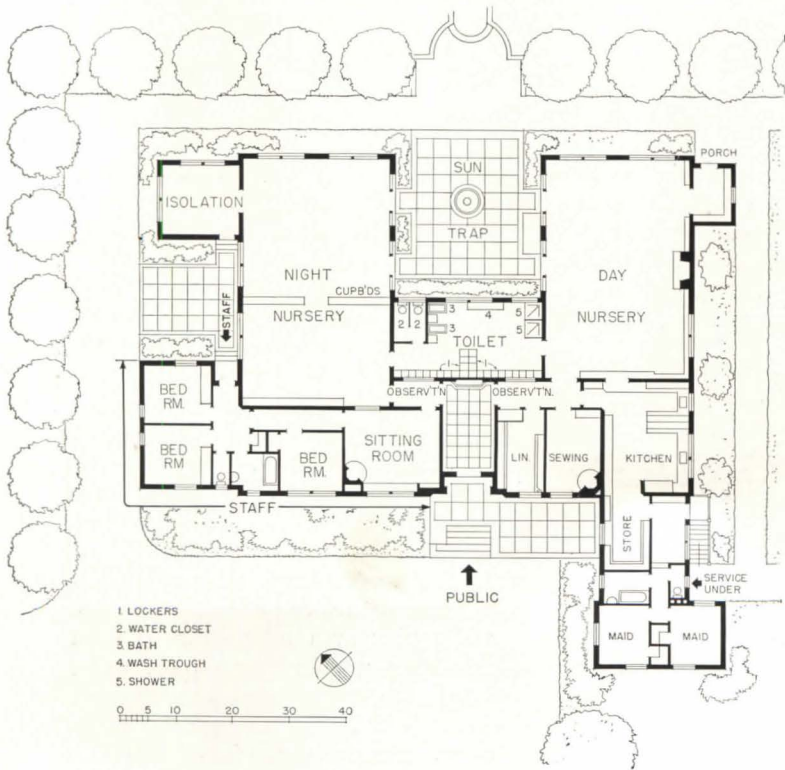 SUN
PORCH
ISOLATION
TRAP
NIGHT
DAY
CUPB'DS
NURSERY
NURSERY
STAFF
2 2
3
3
4
5
5
TOILET
BED
RM.
OBSERV'T'N
OBSERV'T'N.
BED
RM
BED
RM.
SITTING
ROOM
LIN.
SEWING
KITCHEN
STAFF
STORE
PUBLIC
SERVICE
UNDER
MAID
MAID
1. LOCKERS
2. WATER CLOSET
3. BATH
4. WASH TROUGH
5. SHOWER
0 5 10 20 30 40